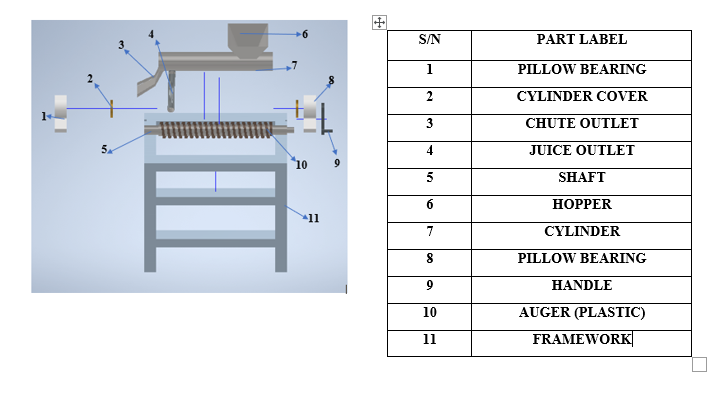 4
6
3
7
2
8
1
5
10
9
11
S/N PART LABEL
1 PILLOW BEARING
2 CYLINDER COVER
3 CHUTE OUTLET
4 JUICE OUTLET
5 SHAFT
6 HOPPER
7 CYLINDER
8 PILLOW BEARING
9 HANDLE
10 AUGER (PLASTIC)
11 FRAMEWORK